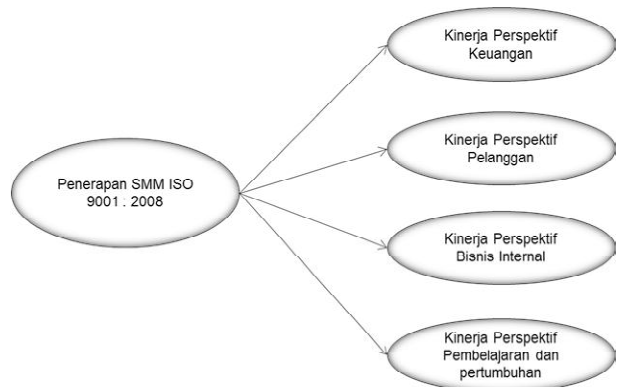 Kinerja Perspektif
Keuangan
Kinerja Perspektif
Pelanggan
Penerapan SMM ISO
9001 : 2008
Kinerja Perspektif
Bisnis Internal
Kinerja Perspektif
Pembelajaran dan
pertumbuhan